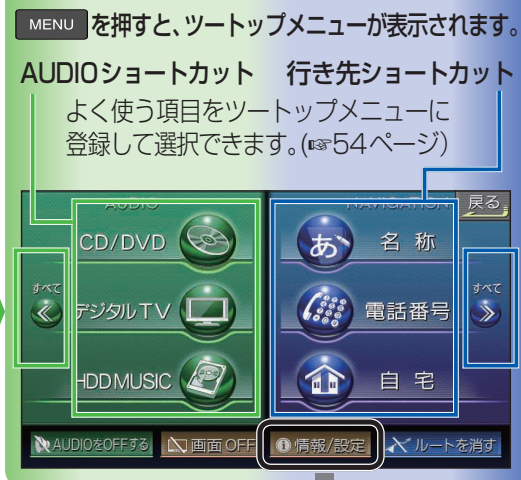 MENU を押すと、ツートップメニューが表示されます。
AUDIOショートカット 行き先ショートカット
よく使う項目をツートップメニューに
登録して選択できます。(☞54ページ)
AUDIO NAVIGATION 戻る
CD/DVD あ 名称
すべて デジタルTV 電話番号 すべて
HDD MUSIC 自宅
AUDIOをOFFする 画面OFF 情報/設定 ルートを消す